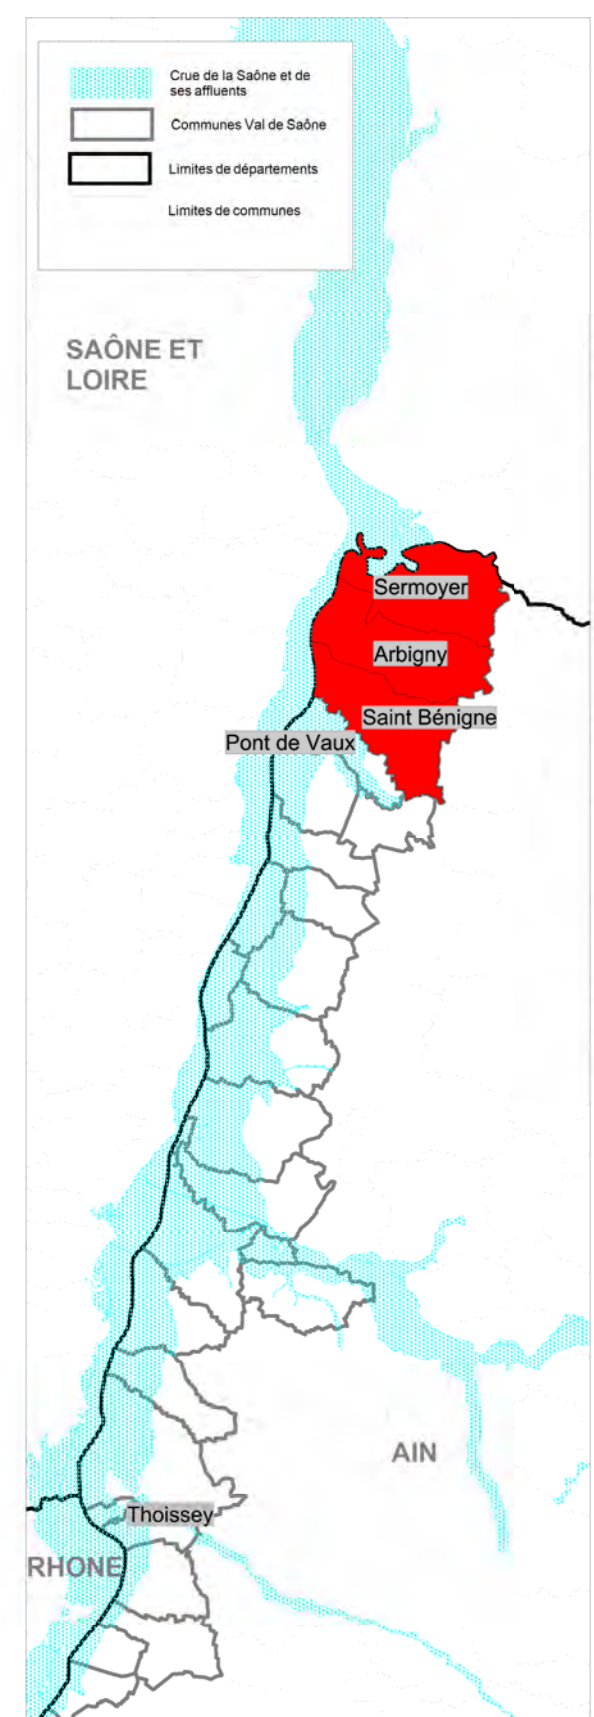 Crue de la Saône et de
ses affluents
Communes Val de Saône
Limites de départements
Limites de communes
SAÔNE ET
LOIRE
Sermoyer
Arbigny
Saint Bénigne
Pont de Vaux
AIN
Thoissey
RHONE